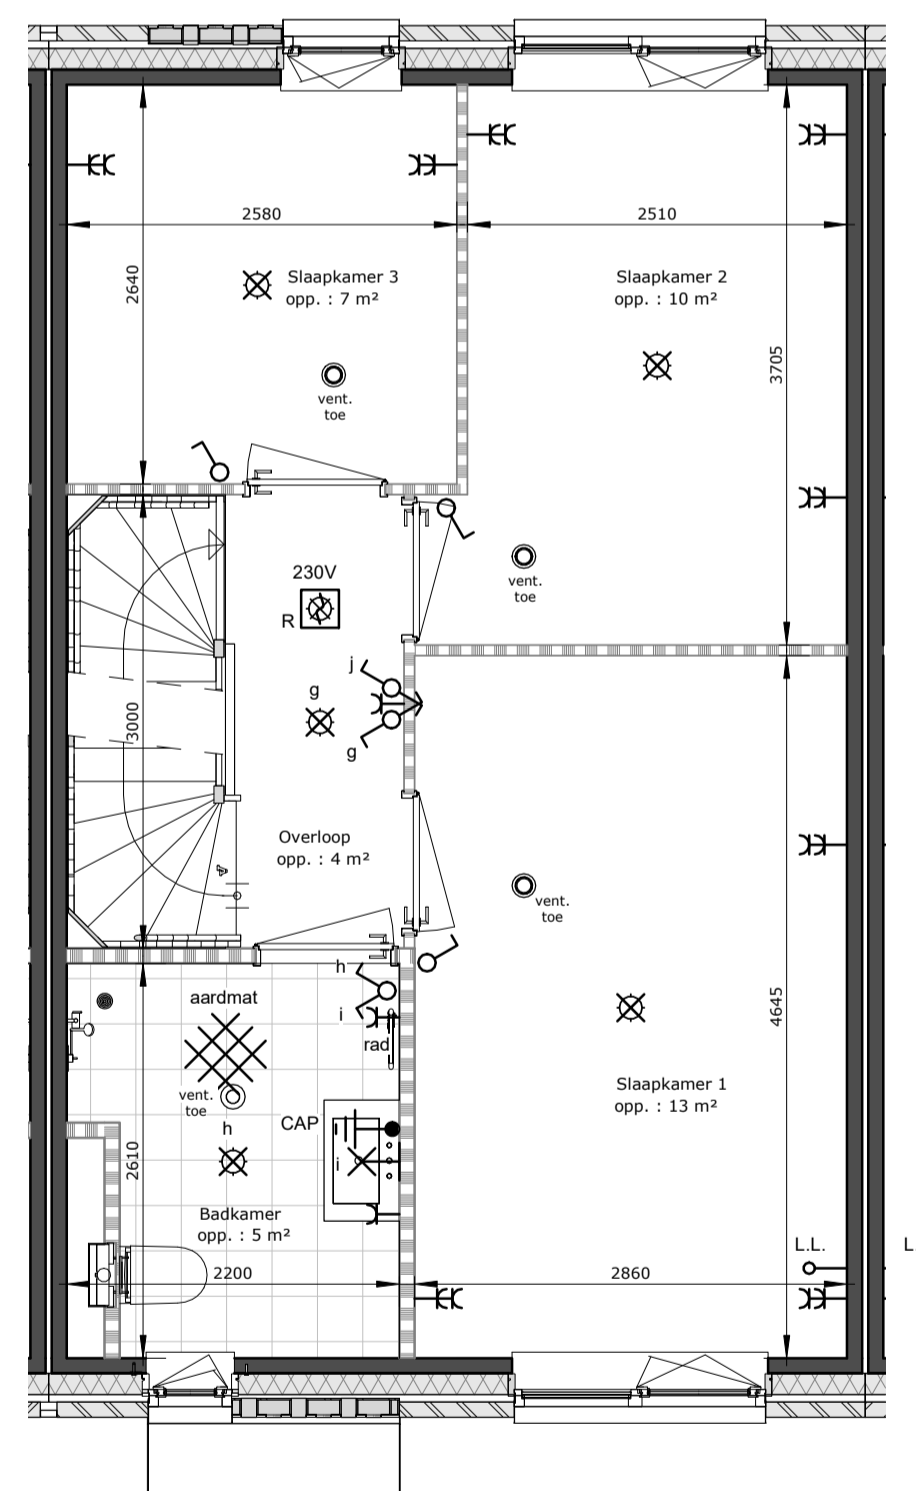 2580
2510
2640
Slaapkamer 3
opp. : 7 m²
Slaapkamer 2
opp. : 10 m²
3705
vent.
toe
230V
R
vent.
toe
j
g
g
3000
Overloop
opp. : 4 m²
vent.
toe
h
aardmat
i
rad
4645
vent.
toe
h
CAP
i
Slaapkamer 1
opp. : 13 m²
2610
Badkamer
opp. : 5 m²
L.L.
L
2200
2860